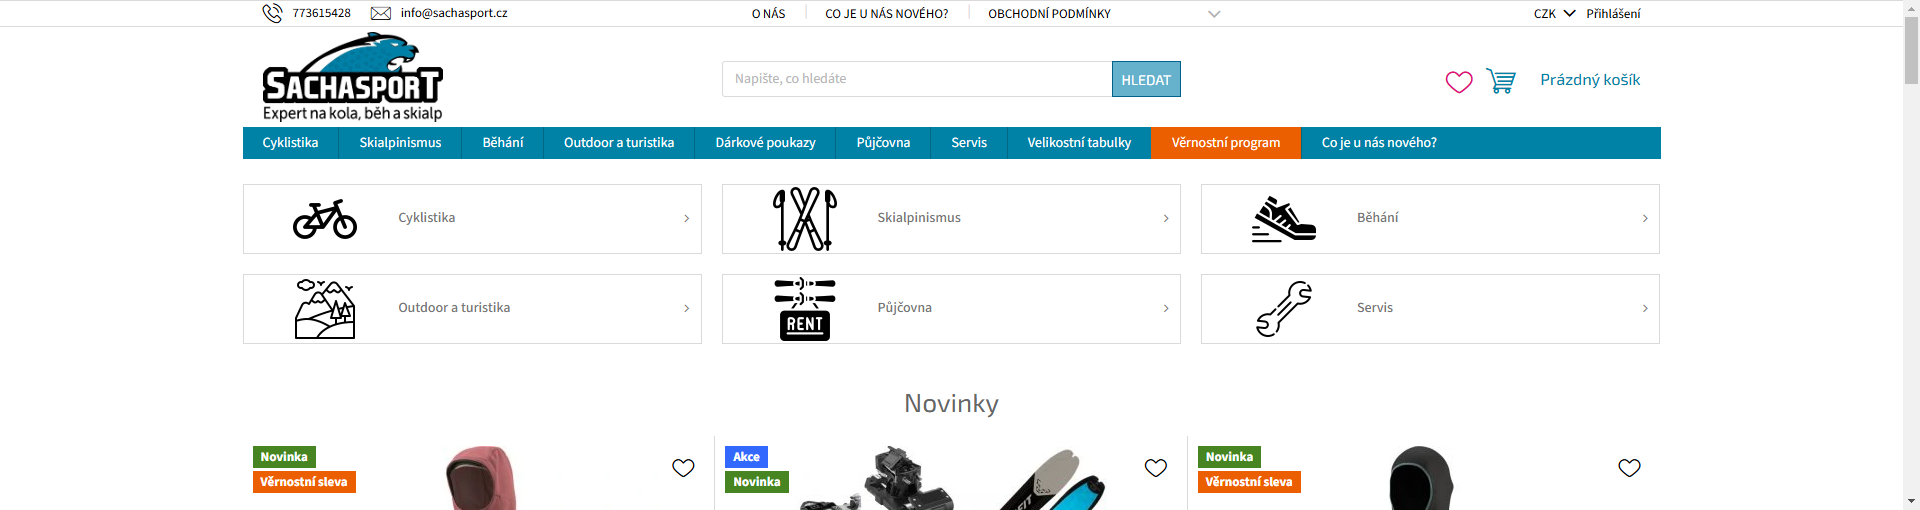 773615428 info@sachasport.cz O NÁS CO JE U NÁS NOVÉHO? OBCHODNÍ PODMÍNKY CZK Přihlášení
SACHASPORT
Expert na kola, běh a skialp
Napište, co hledáte HLEDAT Prázdný košík
Cyklistika Skialpinismus Běhání Outdoor a turistika Dárkové poukazy Půjčovna Servis Velikostní tabulky Věrnostní program Co je u nás nového?
Cyklistika Skialpinismus Běhání
Outdoor a turistika RENT Půjčovna Servis
Novinky
Novinka Akce Novinka
Věrnostní sleva Novinka Věrnostní sleva